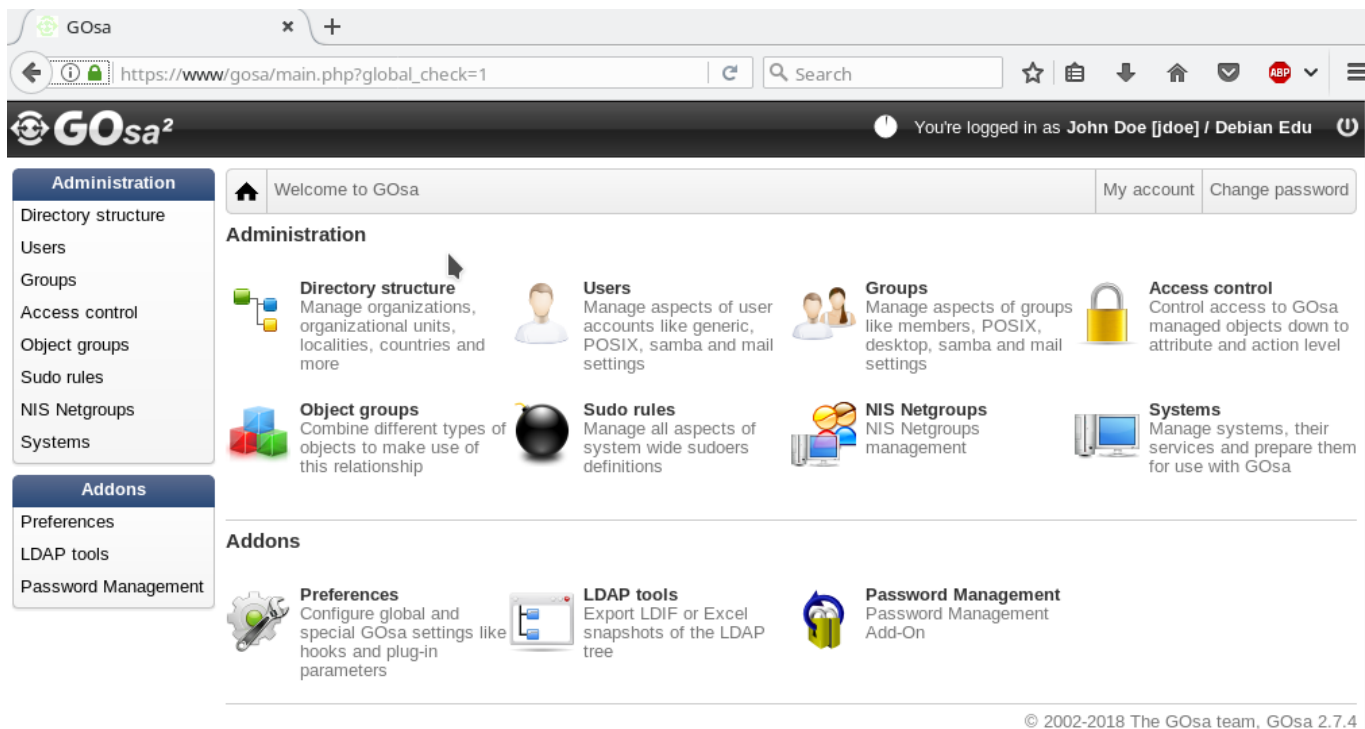 GOsa
https://www/gosa/main.php?global_check=1
Search
ABP
GOsa²
You're logged in as John Doe [jdoe] / Debian Edu
Administration
Directory structure
Users
Groups
Access control
Object groups
Sudo rules
NIS Netgroups
Systems
Addons
Preferences
LDAP tools
Password Management
Welcome to GOsa
My account
Change password
Administration
Directory structure
Manage organizations,
organizational units,
localities, countries and
more
Users
Manage aspects of user
accounts like generic,
POSIX, samba and mail
settings
Groups
Manage aspects of groups
like members, POSIX,
desktop, samba and mail
settings
Access control
Control access to GOsa
managed objects down to
attribute and action level
Object groups
Combine different types of
objects to make use of
this relationship
Sudo rules
Manage all aspects of
system wide sudoers
definitions
NIS Netgroups
NIS Netgroups
management
Systems
Manage systems, their
services and prepare them
for use with GOsa
Addons
Preferences
Configure global and
special GOsa settings like
hooks and plug-in
parameters
LDAP tools
Export LDIF or Excel
snapshots of the LDAP
tree
Password Management
Password Management
Add-On
© 2002-2018 The GOsa team, GOsa 2.7.4